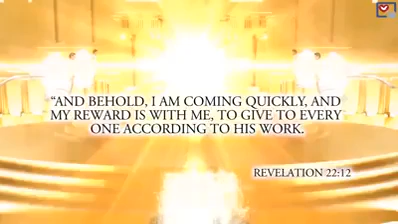 “AND BEHOLD, I AM COMING QUICKLY, AND
MY REWARD IS WITH ME, TO GIVE TO EVERY
ONE ACCORDING TO HIS WORK.
REVELATION 22:12